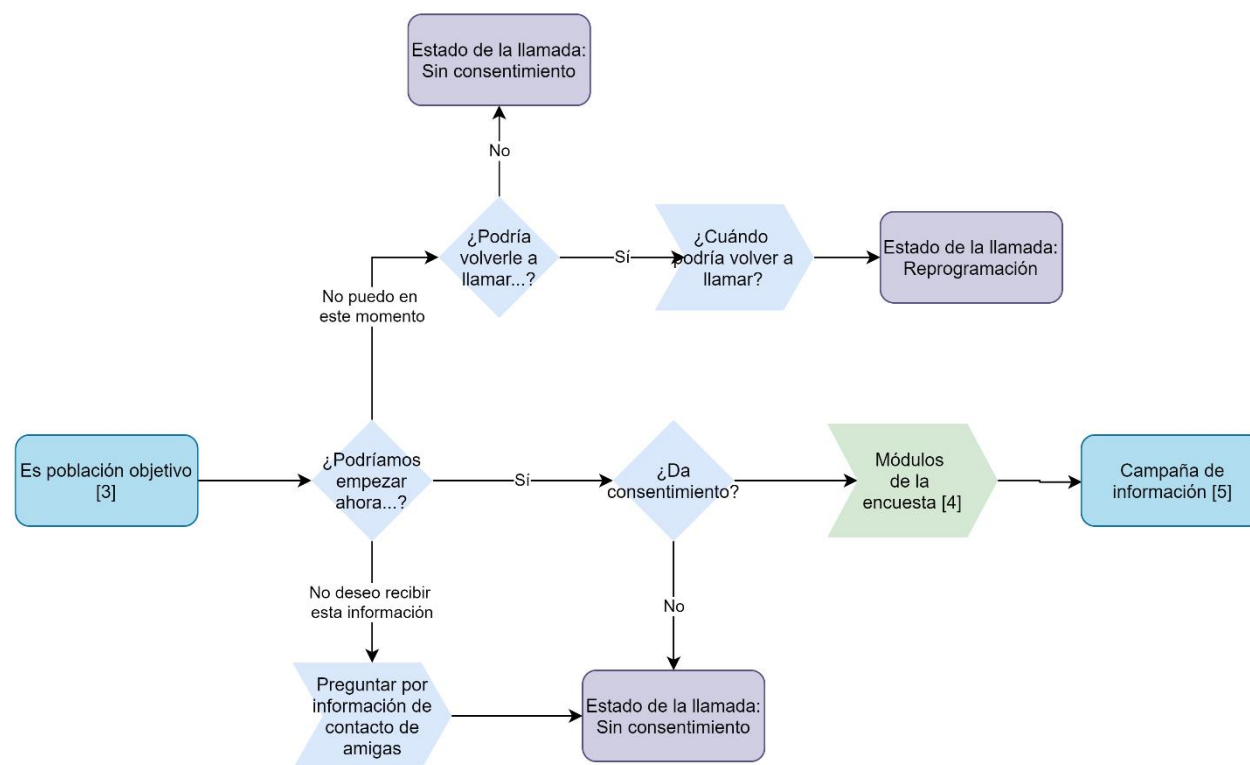 Estado de la llamada:
Sin consentimiento
No
¿Podría
volverle a
llamar...?
Sí
¿Cuándo
podría volver a
llamar?
Estado de la llamada:
Reprogramación
No puedo en
este momento
Es población objetivo
[3]
¿Podríamos
empezar
ahora...?
Sí
¿Da
consentimiento?
Módulos
de la
encuesta [4]
Campaña de
información [5]
No deseo recibir
esta información
No
Preguntar por
información de
contacto de
amigas
Estado de la llamada:
Sin consentimiento